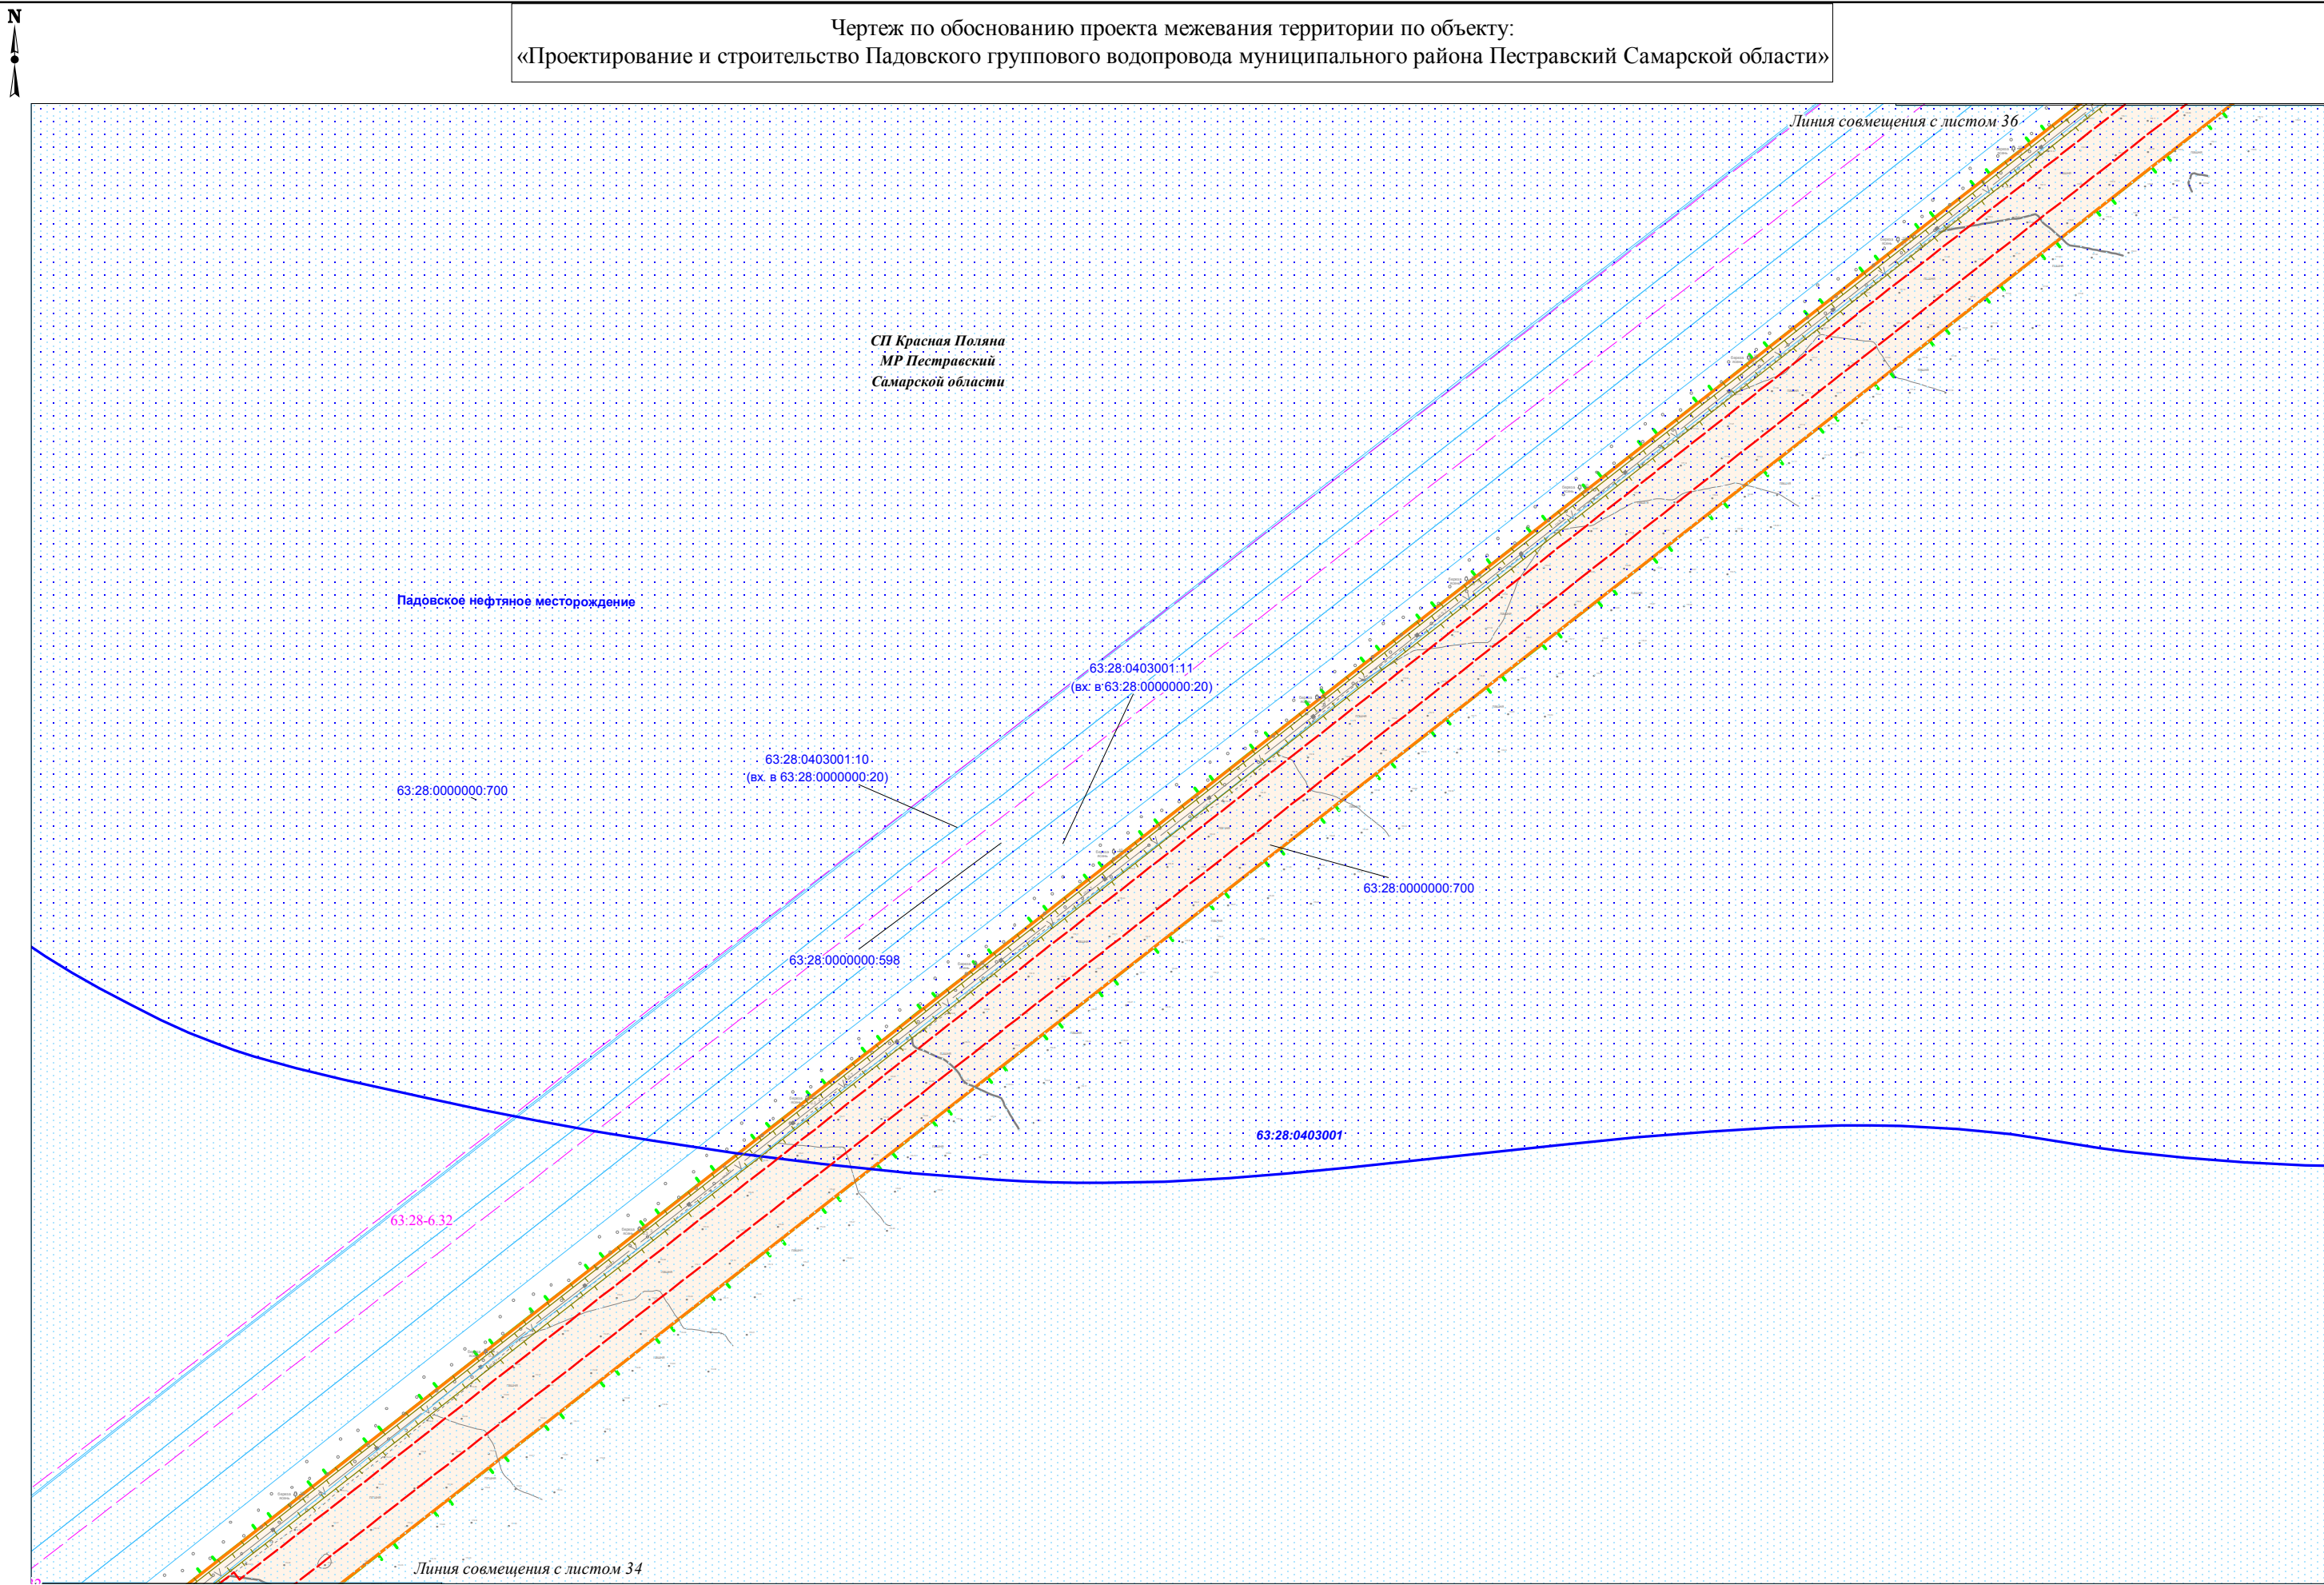 N
Чертеж по обоснованию проекта межевания территории по объекту:
«Проектирование и строительство Падовского группового водопровода муниципального района Пестравский Самарской области»
Линия совмещения с листом 36
СП Красная Поляна
МР Пестравский
Самарской области
Падовское нефтяное месторождение
63:28:0403001:11
(вх. в 63:28:0000000:20)
63:28:0403001:10
(вх. в 63:28:0000000:20)
63:28:0000000:700
63:28:0000000:700
63:28:0000000:598
63:28:0403001
63:28-6.32
Линия совмещения с листом 34